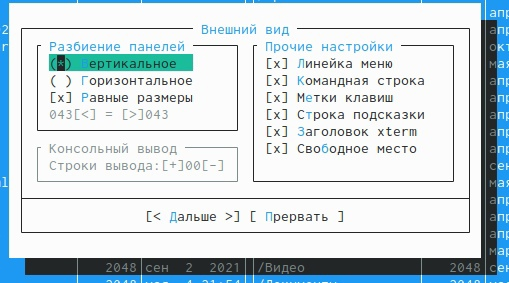 Внешний вид
Разбиение панелей
(*) Вертикальное
( ) Горизонтальное
[x] Равные размеры
043[<] = [>]043
Консольный вывод
Строки вывода:[+]00[-]
Прочие настройки
[x] Линейка меню
[x] Командная строка
[x] Метки клавиш
[x] Строка подсказки
[x] Заголовок xterm
[x] Свободное место
[< Дальше >] [ Прервать ]
2048 сен 2 2021 /Видео 2048